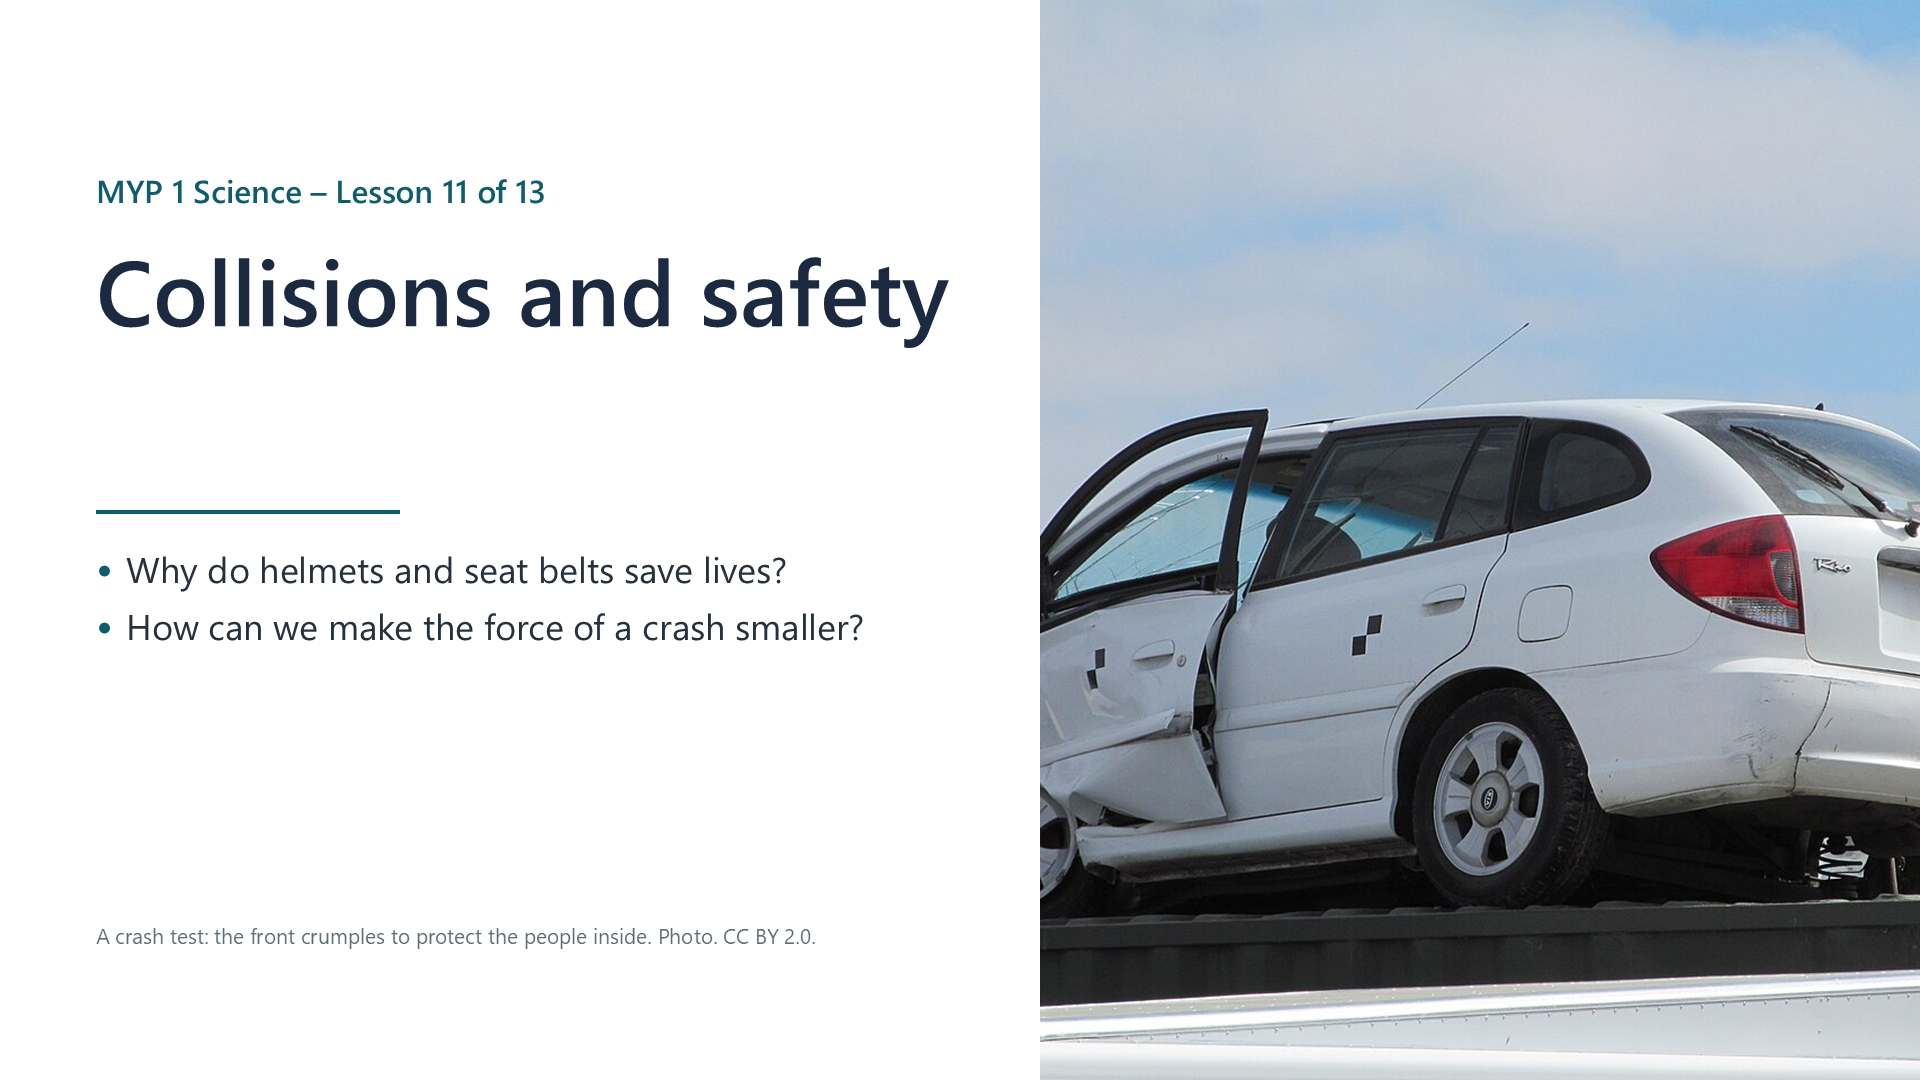 MYP 1 Science – Lesson 11 of 13
Collisions and safety
• Why do helmets and seat belts save lives?
• How can we make the force of a crash smaller?
A crash test: the front crumples to protect the people inside. Photo. CC BY 2.0.
Rio
KIA